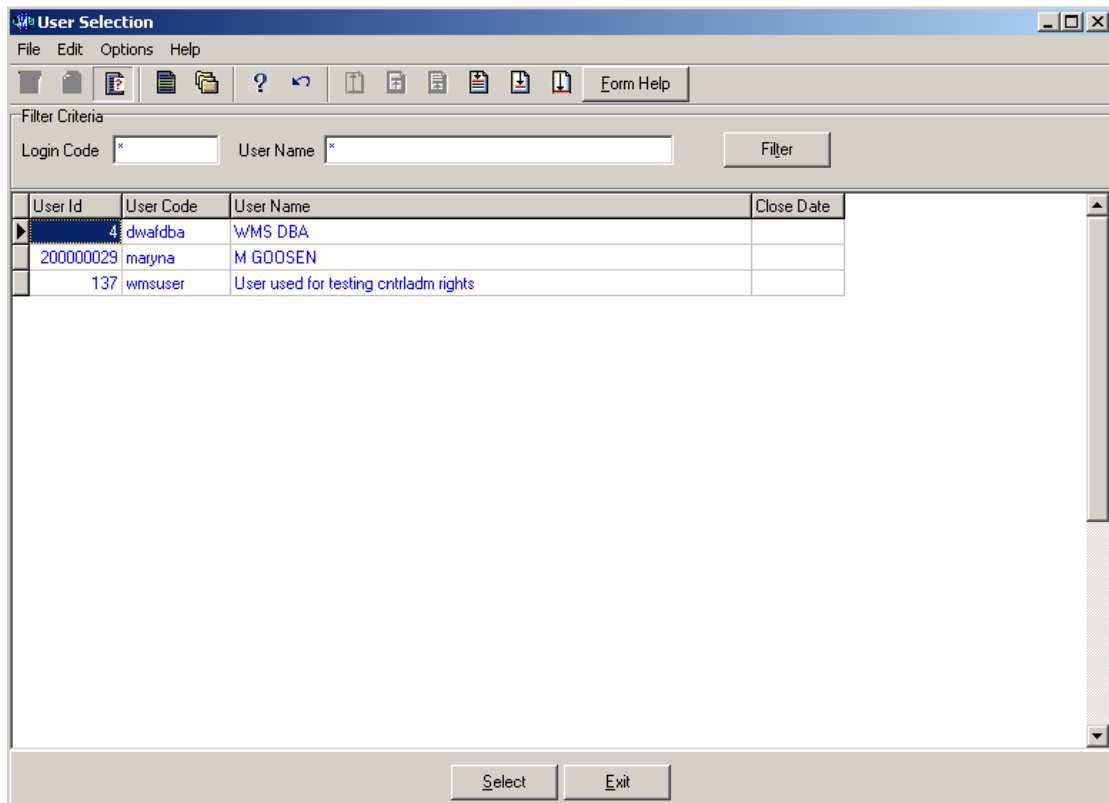 User Selection
File Edit Options Help
? ? Form Help
Filter Criteria
Login Code * User Name * Filter
User Id User Code User Name Close Date
4 dwafdba WMS DBA
200000029 maryna M GOOSEN
137 wmsuser User used for testing cntrladm rights
Select Exit